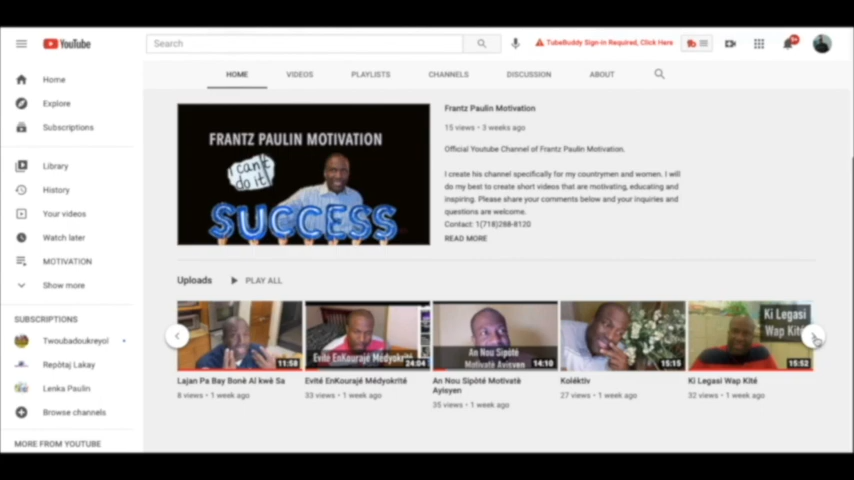 YouTube
Search
TubeBuddy Sign-in Required, Click Here
9+
Home
Explore
Subscriptions
Library
History
Your videos
Watch later
MOTIVATION
Show more
SUBSCRIPTIONS
Twoubadoukreyol
Repòtaj Lakay
Lenka Paulin
Browse channels
MORE FROM YOUTUBE
HOME
VIDEOS
PLAYLISTS
CHANNELS
DISCUSSION
ABOUT
FRANTZ PAULIN MOTIVATION
i can't
do it
SUCCESS
Frantz Paulin Motivation
15 views • 3 weeks ago
Official Youtube Channel of Frantz Paulin Motivation.
I create his channel specifically for my countrymen and women. I will
do my best to create short videos that are motivating, educating and
inspiring. Please share your comments below and your inquiries and
questions are welcome.
Contact: 1(718)288-8120
READ MORE
Uploads
PLAY ALL
11:58
Evité EnKourajé Médyokrité
24:04
An Nou Sipòté
Motivatè Avisyen
14:10
15:15
Ki Legasi
Wap Kité
15:52
Lajan Pa Bay Bonè Al kwè Sa
8 views • 1 week ago
Evité EnKourajé Médyokrité
33 views • 1 week ago
An Nou Sipòté Motivatè
Ayisyen
35 views • 1 week ago
Koléktiv
27 views • 1 week ago
Ki Legasi Wap Kité
32 views • 1 week ago